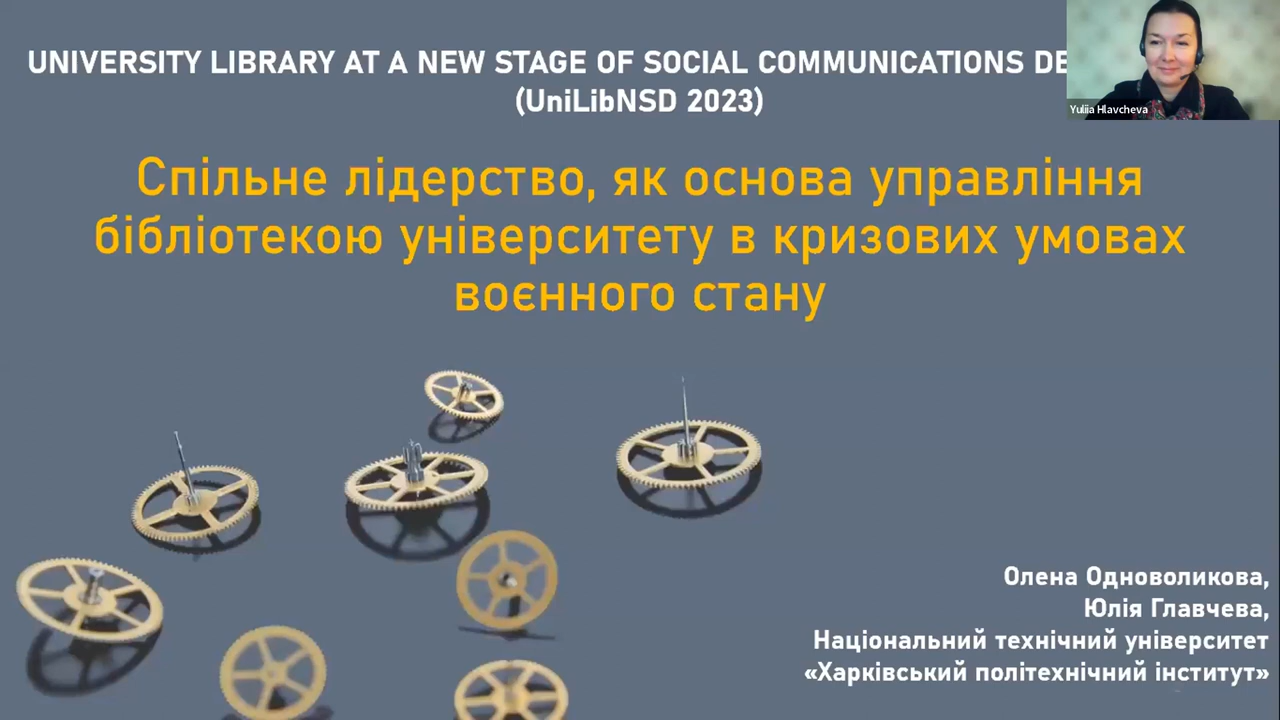 UNIVERSITY LIBRARY AT A NEW STAGE OF SOCIAL COMMUNICATIONS
(UniLibNSD 2023)
Yuliia Hlavcheva
Спільне лідерство, як основа управління
бібліотекою університету в кризових умовах
воєнного стану
Олена Одноволикова,
Юлія Главчева,
Національний технічний університет
«Харківський політехнічний інститут»